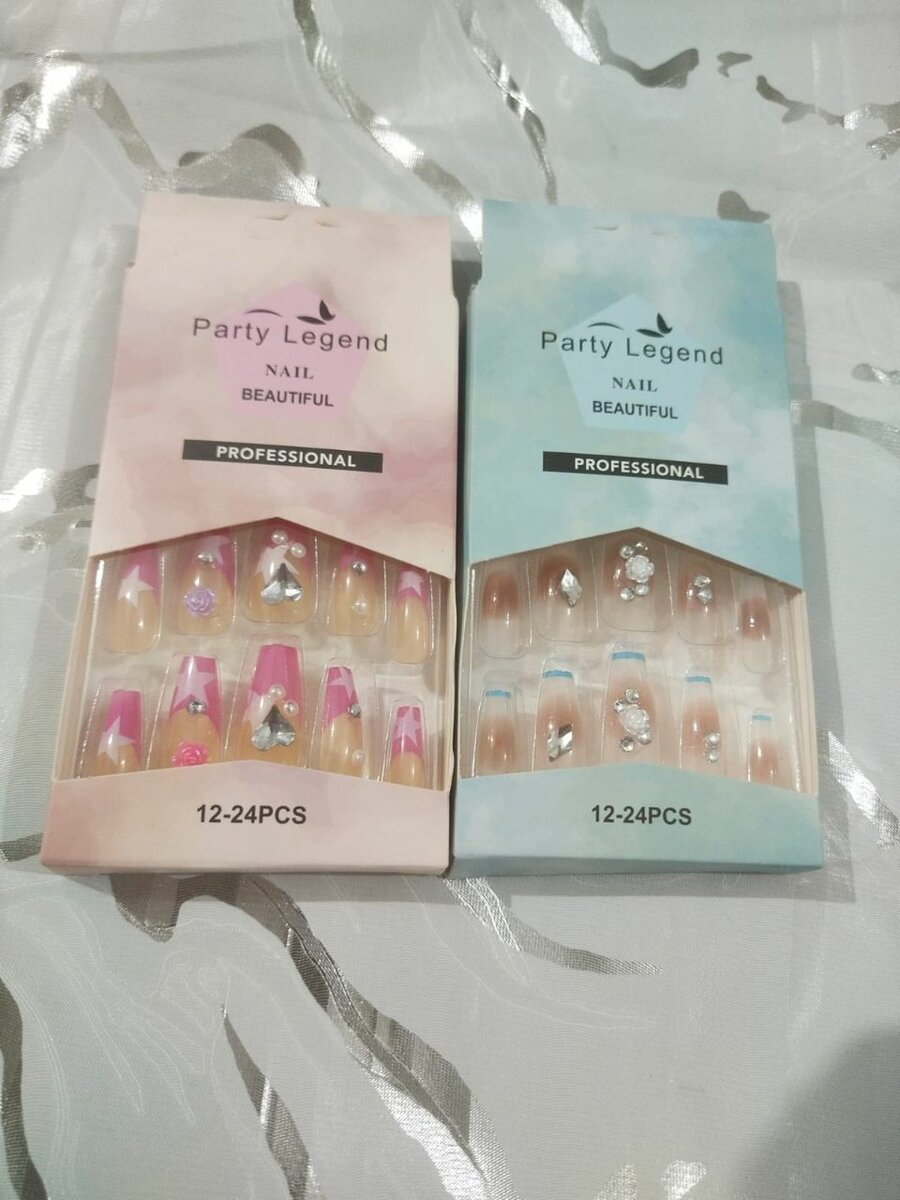 Party Legend
NAIL
BEAUTIFUL
PROFESSIONAL
12-24PCS
Party Legend
NAIL
BEAUTIFUL
PROFESSIONAL
12-24PCS